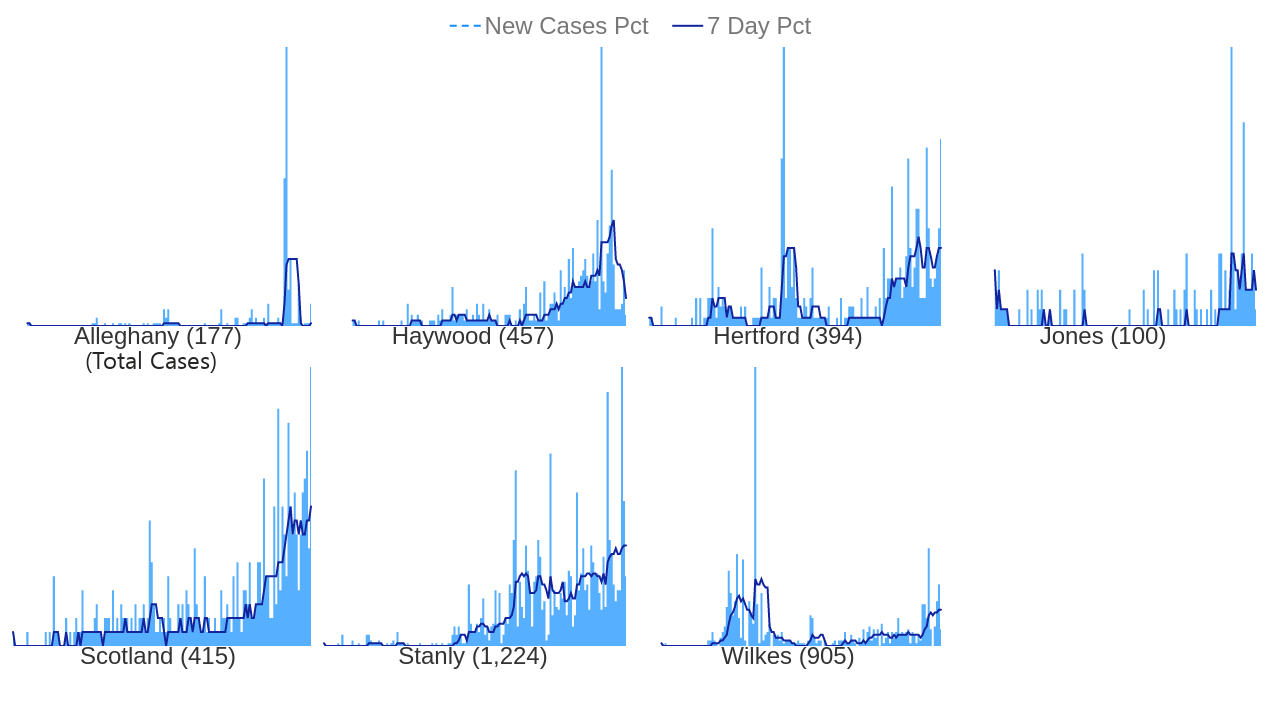 New Cases Pct 7 Day Pct
Alleghany (177) Haywood (457) Hertford (394) Jones (100)
(Total Cases)
Scotland (415) Stanly (1,224) Wilkes (905)